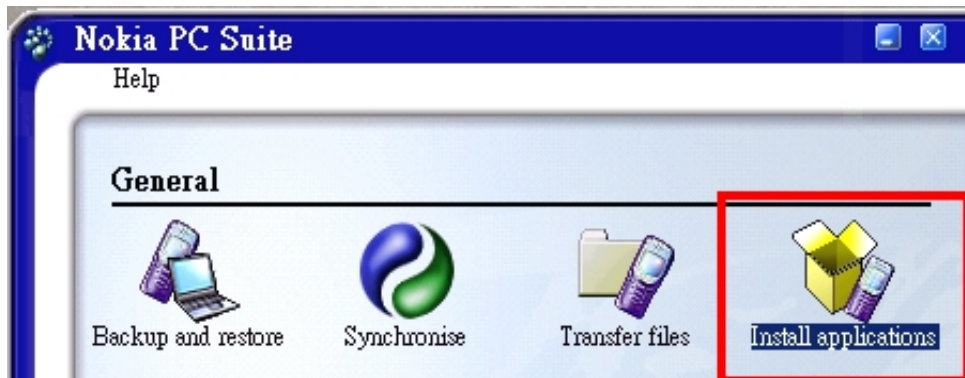 Nokia PC Suite
Help
General
Backup and restore
Synchronise
Transfer files
Install applications